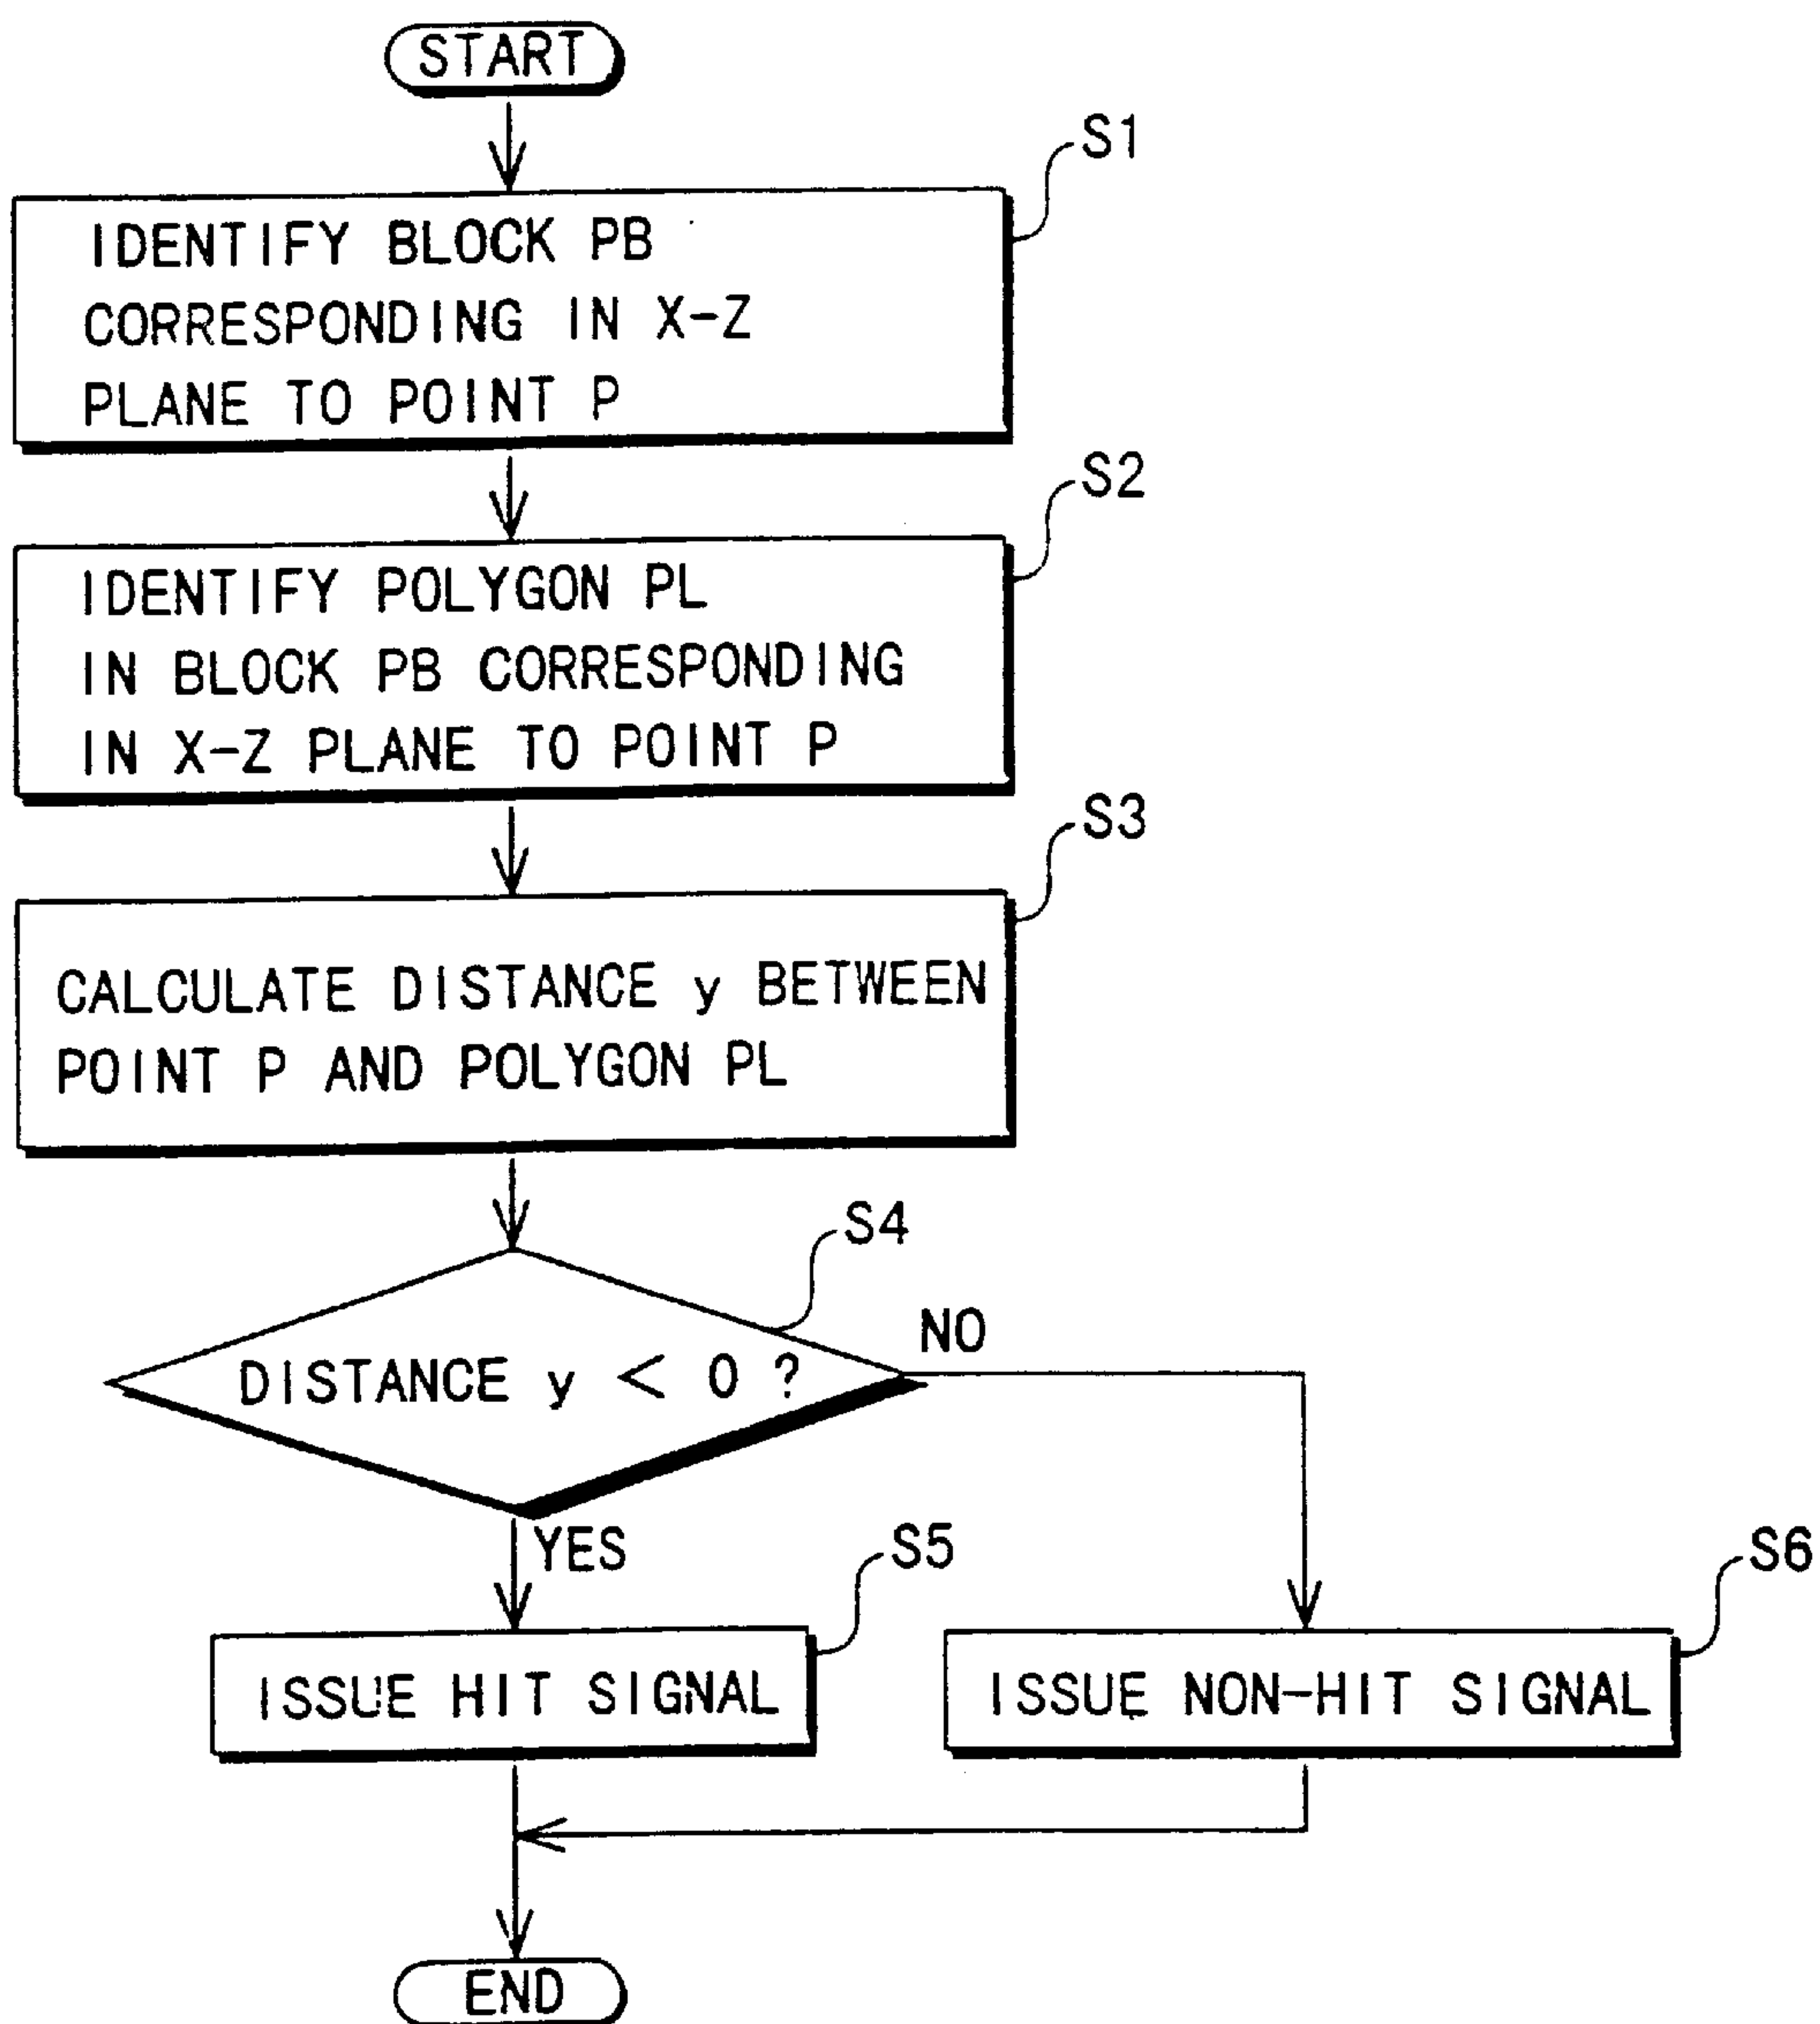 START
S1
IDENTIFY BLOCK PB
CORRESPONDING IN X-Z
PLANE TO POINT P
S2
IDENTIFY POLYGON PL
IN BLOCK PB CORRESPONDING
IN X-Z PLANE TO POINT P
S3
CALCULATE DISTANCE y BETWEEN
POINT P AND POLYGON PL
S4
DISTANCE y < 0 ?
NO
YES
S5
ISSUE HIT SIGNAL
S6
ISSUE NON-HIT SIGNAL
END